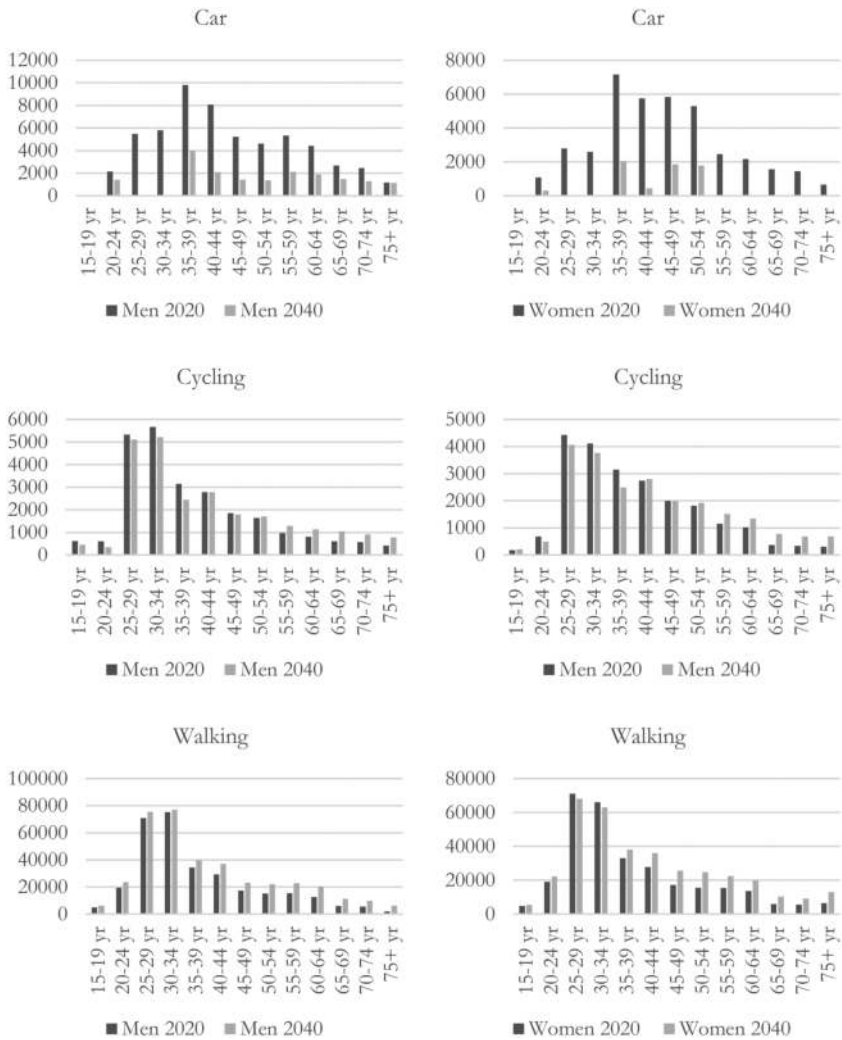 Car
12000
10000
8000
6000
4000
2000
0
15-19 yr
20-24 yr
25-29 yr
30-34 yr
35-39 yr
40-44 yr
45-49 yr
50-54 yr
55-59 yr
60-64 yr
65-69 yr
70-74 yr
75+ yr
Men 2020 Men 2040
Car
8000
6000
4000
2000
0
15-19 yr
20-24 yr
25-29 yr
30-34 yr
35-39 yr
40-44 yr
45-49 yr
50-54 yr
55-59 yr
60-64 yr
65-69 yr
70-74 yr
75+ yr
Women 2020 Women 2040
Cycling
6000
5000
4000
3000
2000
1000
0
15-19 yr
20-24 yr
25-29 yr
30-34 yr
35-39 yr
40-44 yr
45-49 yr
50-54 yr
55-59 yr
60-64 yr
65-69 yr
70-74 yr
75+ yr
Men 2020 Men 2040
Cycling
5000
4000
3000
2000
1000
0
15-19 yr
20-24 yr
25-29 yr
30-34 yr
35-39 yr
40-44 yr
45-49 yr
50-54 yr
55-59 yr
60-64 yr
65-69 yr
70-74 yr
75+ yr
Men 2020 Men 2040
Walking
100000
80000
60000
40000
20000
0
15-19 yr
20-24 yr
25-29 yr
30-34 yr
35-39 yr
40-44 yr
45-49 yr
50-54 yr
55-59 yr
60-64 yr
65-69 yr
70-74 yr
75+ yr
Men 2020 Men 2040
Walking
80000
60000
40000
20000
0
15-19 yr
20-24 yr
25-29 yr
30-34 yr
35-39 yr
40-44 yr
45-49 yr
50-54 yr
55-59 yr
60-64 yr
65-69 yr
70-74 yr
75+ yr
Women 2020 Women 2040